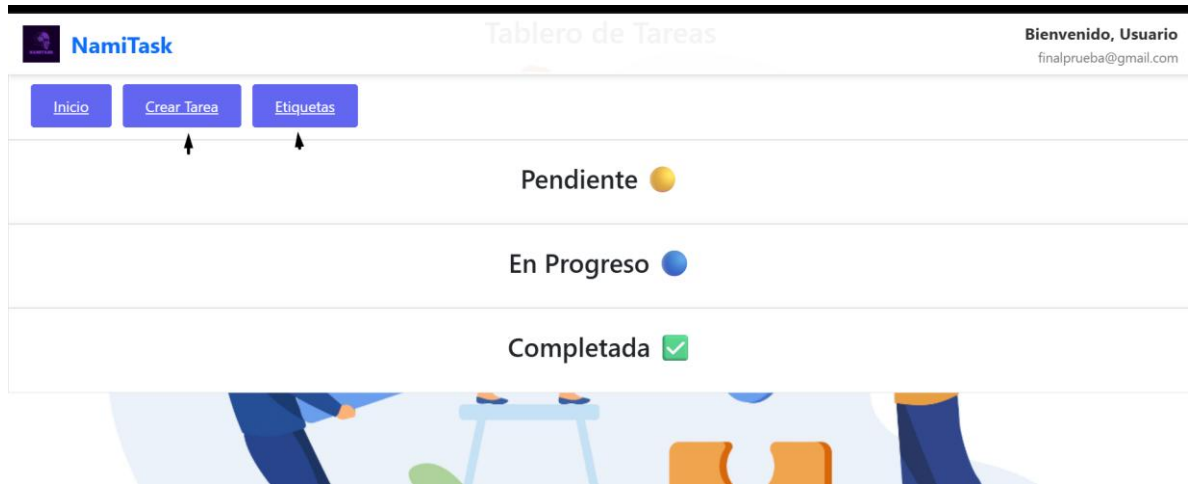 Tablero de Tareas
NamiTask
Bienvenido, Usuario
finalprueba@gmail.com
Inicio
Crear Tarea
Etiquetas
Pendiente
En Progreso
Completada